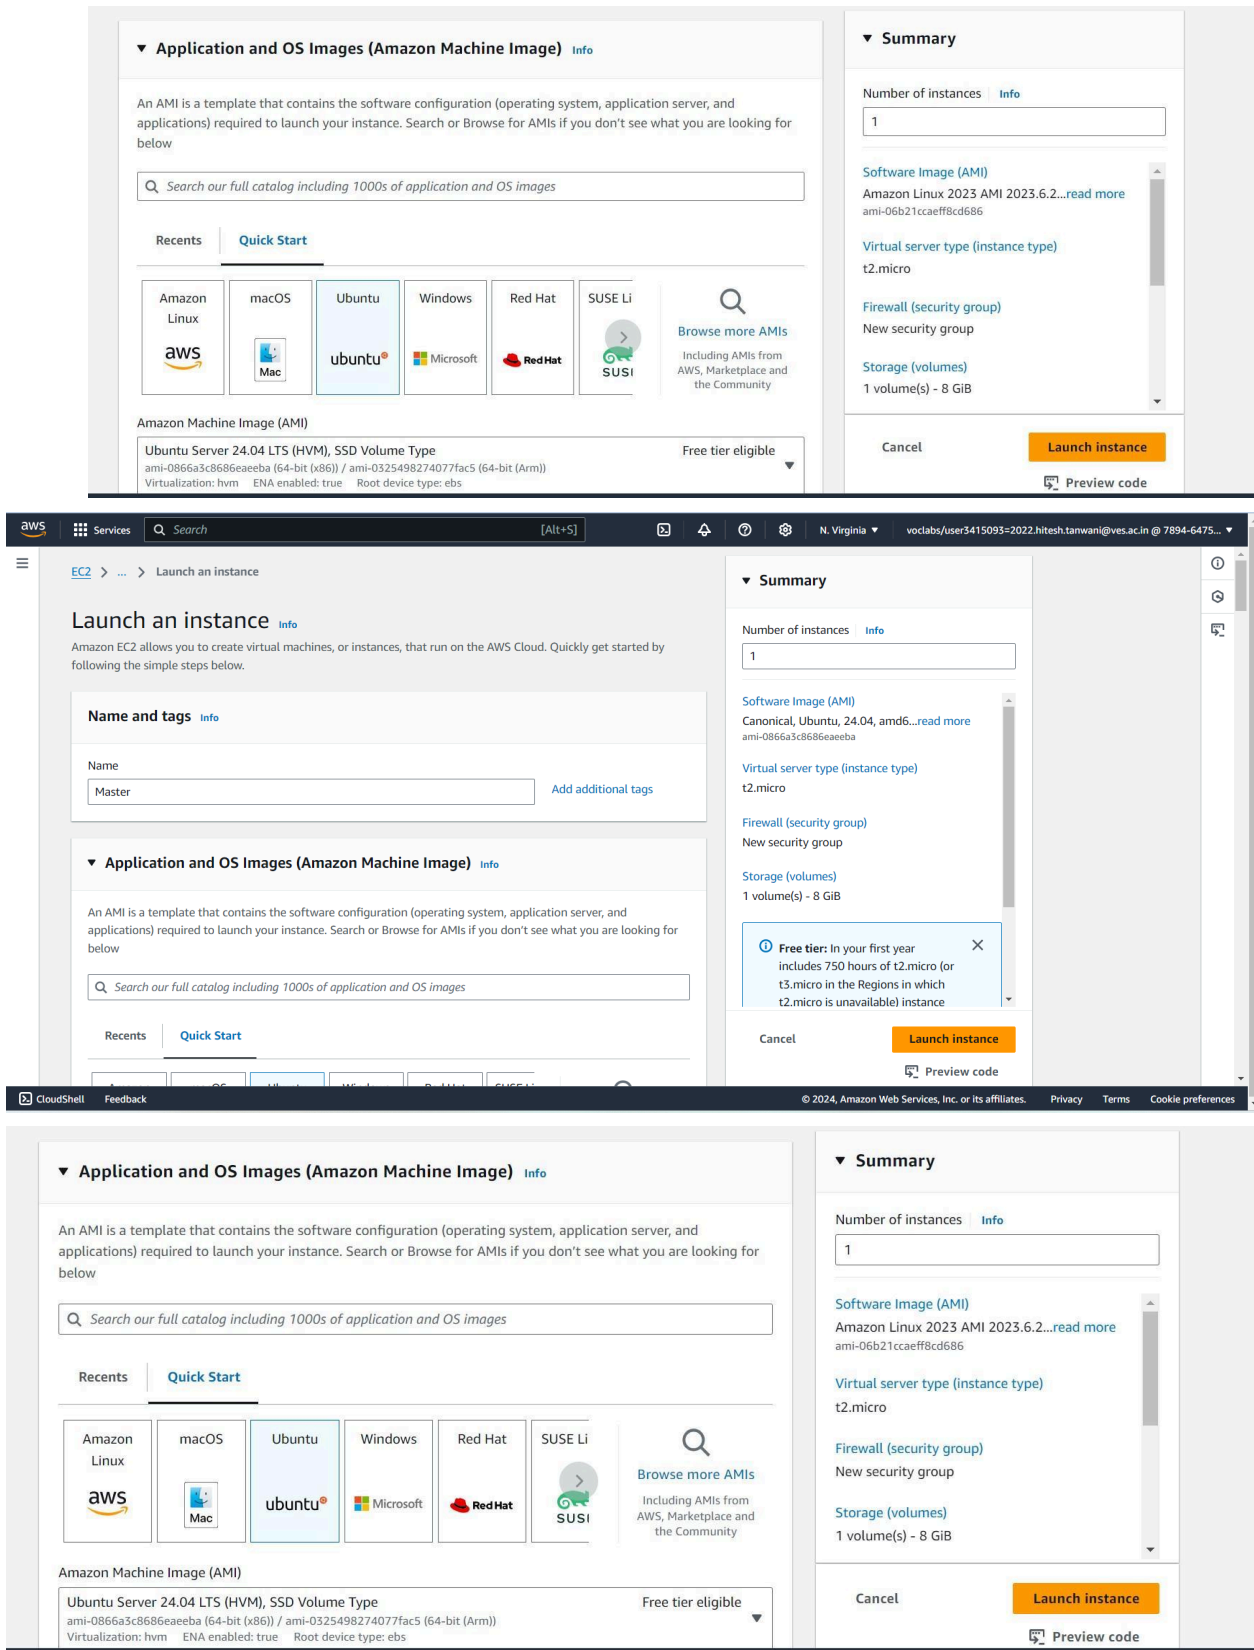 Application and OS Images (Amazon Machine Image) Info
An AMI is a template that contains the software configuration (operating system, application server, and
applications) required to launch your instance. Search or Browse for AMIs if you don't see what you are looking for
below
Search our full catalog including 1000s of application and OS images
Recents
Quick Start
Amazon
Linux
aws
macOS
Mac
Ubuntu
ubuntu
Windows
Microsoft
Red Hat
Red Hat
SUSE Li
SUS
Browse more AMIs
Including AMIs from
AWS, Marketplace and
the Community
Amazon Machine Image (AMI)
Ubuntu Server 24.04 LTS (HVM), SSD Volume Type
Free tier eligible
ami-0866a3c8686eaeeba (64-bit (x86)) / ami-0325498274077fac5 (64-bit (Arm))
Virtualization: hvm ENA enabled: true Root device type: ebs
Summary
Number of instances Info
1
Software Image (AMI)
Amazon Linux 2023 AMI 2023.6.2...read more
ami-06b21ccaeff8cd686
Virtual server type (instance type)
t2.micro
Firewall (security group)
New security group
Storage (volumes)
1 volume(s) - 8 GiB
Cancel
Launch instance
Preview code
aws
Services
Search
[Alt+S]
N. Virginia
voclabs/user3415093=2022.hitesh.tanwani@ves.ac.in @ 7894-6475...
EC2 > ... > Launch an instance
Launch an instance Info
Amazon EC2 allows you to create virtual machines, or instances, that run on the AWS Cloud. Quickly get started by
following the simple steps below.
Name and tags Info
Name
Master
Add additional tags
Application and OS Images (Amazon Machine Image) Info
An AMI is a template that contains the software configuration (operating system, application server, and
applications) required to launch your instance. Search or Browse for AMIs if you don't see what you are looking for
below
Search our full catalog including 1000s of application and OS images
Recents
Quick Start
Summary
Number of instances Info
1
Software Image (AMI)
Canonical, Ubuntu, 24.04, amd6...read more
ami-0866a3c8686eaeeba
Virtual server type (instance type)
t2.micro
Firewall (security group)
New security group
Storage (volumes)
1 volume(s) - 8 GiB
Free tier: In your first year
includes 750 hours of t2.micro (or
t3.micro in the Regions in which
t2.micro is unavailable) instance
Cancel
Launch instance
Preview code
CloudShell
Feedback
© 2024, Amazon Web Services, Inc. or its affiliates.
Privacy
Terms
Cookie preferences
Application and OS Images (Amazon Machine Image) Info
An AMI is a template that contains the software configuration (operating system, application server, and
applications) required to launch your instance. Search or Browse for AMIs if you don't see what you are looking for
below
Search our full catalog including 1000s of application and OS images
Recents
Quick Start
Amazon
Linux
aws
macOS
Mac
Ubuntu
ubuntu
Windows
Microsoft
Red Hat
Red Hat
SUSE Li
SUS
Browse more AMIs
Including AMIs from
AWS, Marketplace and
the Community
Amazon Machine Image (AMI)
Ubuntu Server 24.04 LTS (HVM), SSD Volume Type
Free tier eligible
ami-0866a3c8686eaeeba (64-bit (x86)) / ami-0325498274077fac5 (64-bit (Arm))
Virtualization: hvm ENA enabled: true Root device type: ebs
Summary
Number of instances Info
1
Software Image (AMI)
Amazon Linux 2023 AMI 2023.6.2...read more
ami-06b21ccaeff8cd686
Virtual server type (instance type)
t2.micro
Firewall (security group)
New security group
Storage (volumes)
1 volume(s) - 8 GiB
Cancel
Launch instance
Preview code